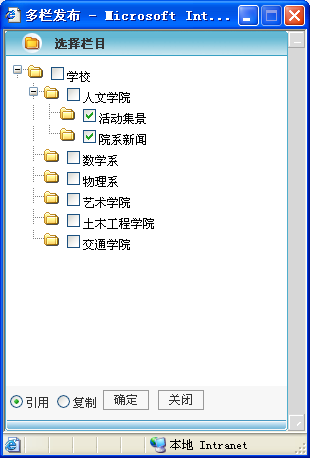 多栏发布 - Microsoft Int...
选择栏目
学校
人文学院
活动集景
院系新闻
数学系
物理系
艺术学院
土木工程学院
交通学院
引用 复制 确定 关闭
本地 Intranet